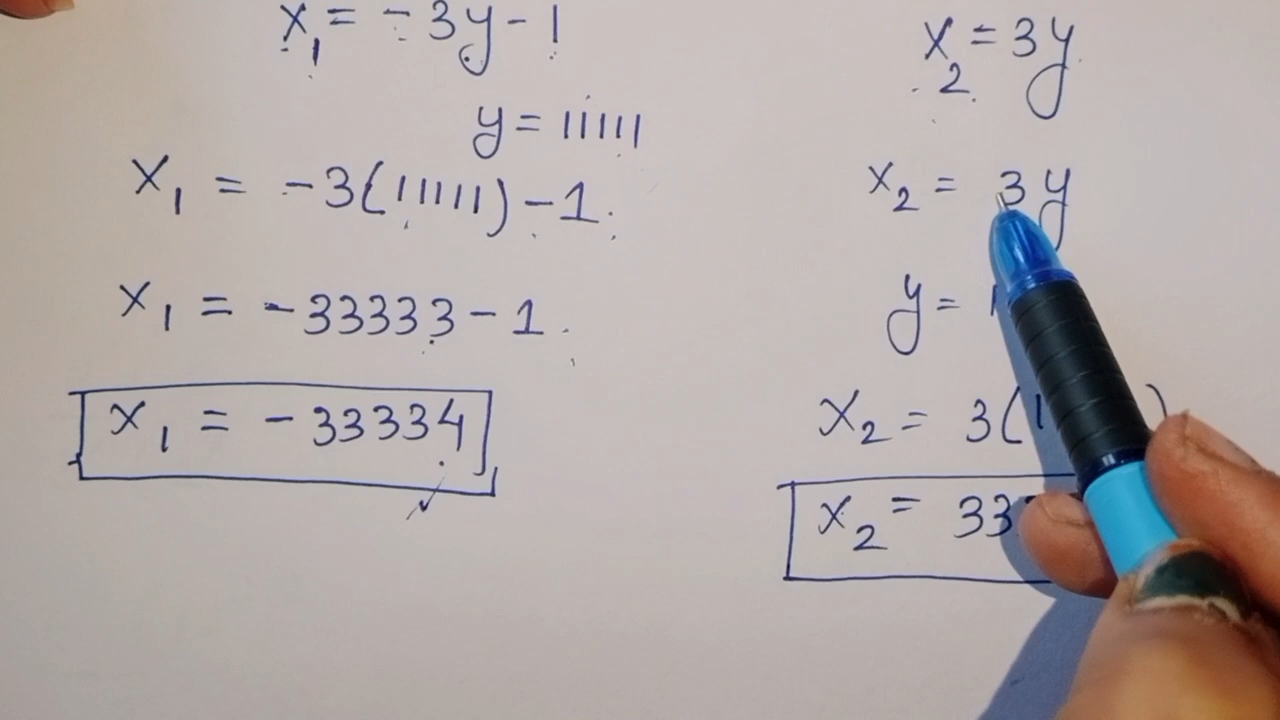 x₁ = -3y - 1
y = 11111
x₁ = -3(11111) - 1.
x₁ = -33333 - 1.
x₁ = -33334
x₂ = 3y
x₂ = 3y
y =
x₂ = 3(1 )
x₂ = 33